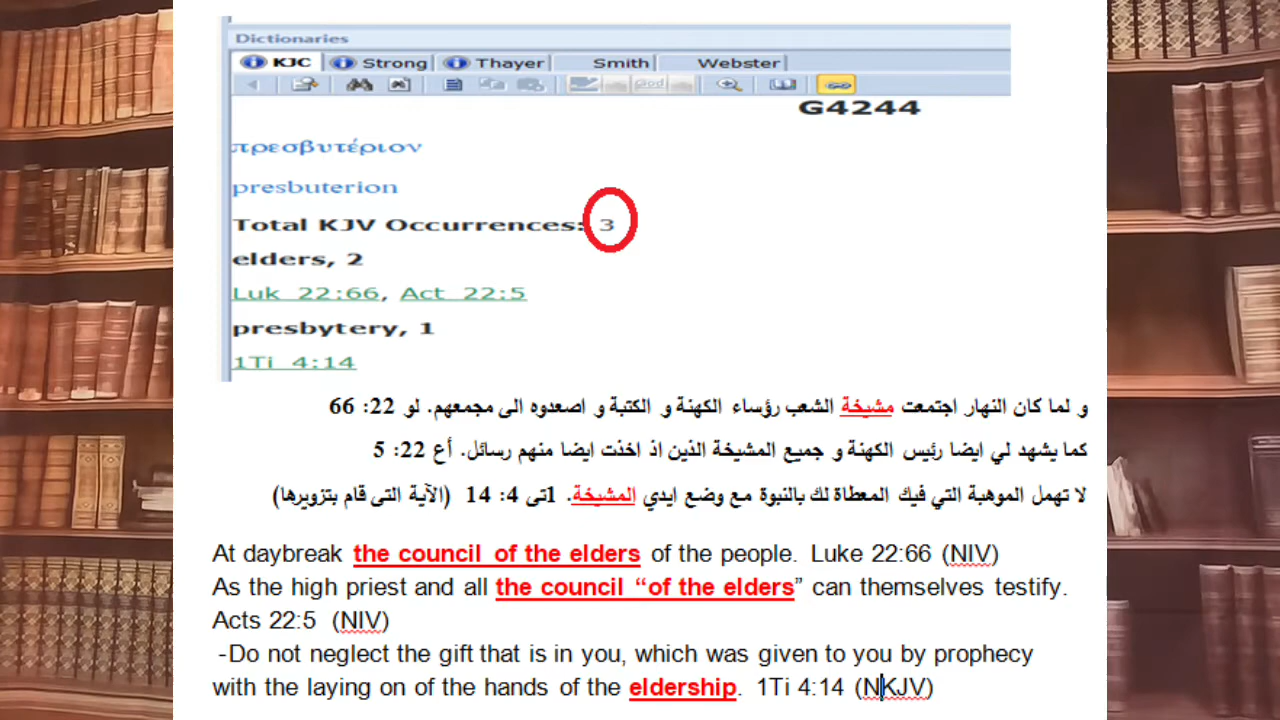 Dictionaries
KJC Strong Thayer Smith Webster
God
G4244
πρεσβυτέριον
presbuterion
Total KJV Occurrences: 3
elders, 2
Luk 22:66, Act 22:5
presbytery, 1
1Ti 4:14
و لما كان النهار اجتمعت مشيخة الشعب رؤساء الكهنة و الكتبة و اصعدوه الى مجمعهم. لو 22: 66
كما يشهد لي ايضا رئيس الكهنة و جميع المشيخة الذين اذ اخذت ايضا منهم رسائل. أع 22: 5
لا تهمل الموهبة التي فيك المعطاة لك بالنبوة مع وضع ايدي المشيخة. 1تى 4: 14 (الآية التى قام بتزويرها)
At daybreak the council of the elders of the people. Luke 22:66 (NIV)
As the high priest and all the council “of the elders” can themselves testify.
Acts 22:5 (NIV)
-Do not neglect the gift that is in you, which was given to you by prophecy
with the laying on of the hands of the eldership. 1Ti 4:14 (NKJV)